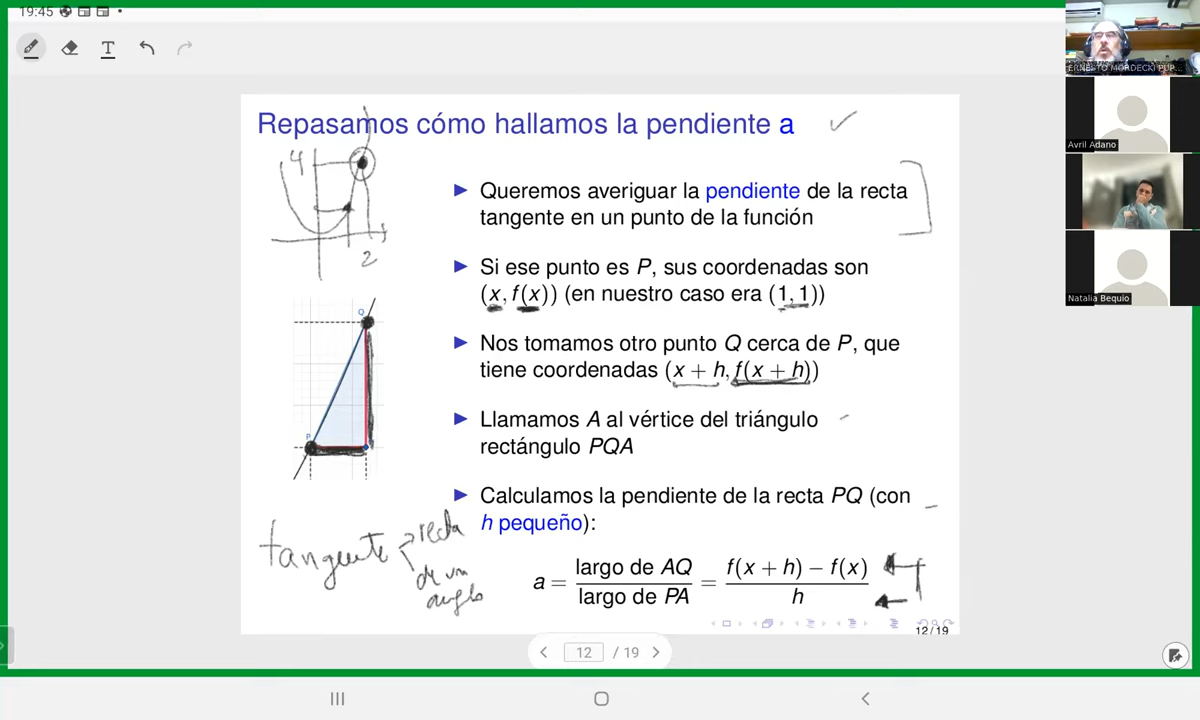 19:45
T
Repasamos cómo hallamos la pendiente a
4
2
Q
P
Queremos averiguar la pendiente de la recta
tangente en un punto de la función
Si ese punto es P, sus coordenadas son
(x, f(x)) (en nuestro caso era (1, 1))
Nos tomamos otro punto Q cerca de P, que
tiene coordenadas (x + h, f(x + h))
Llamamos A al vértice del triángulo
rectángulo PQA
Calculamos la pendiente de la recta PQ (con
h pequeño):
tangente recta
de un
angulo
a = largo de AQ / largo de PA = f(x + h) − f(x) / h
12/19
12 / 19
ERNESTO MORDECKI PUP...
Avril Adano
Natalia Bequio